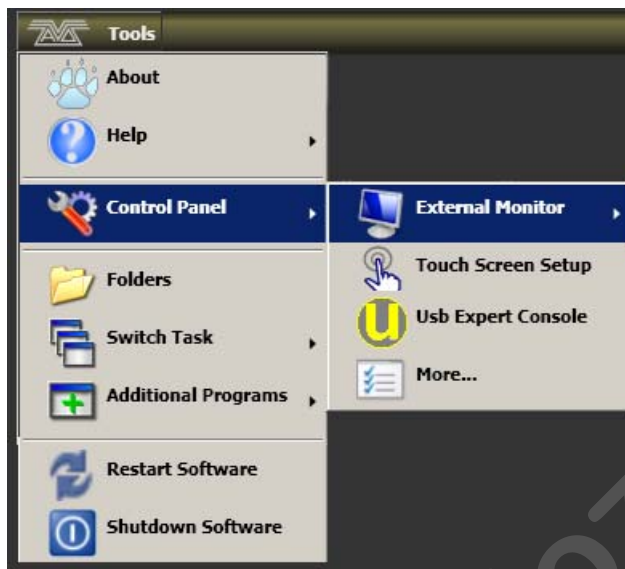 Tools
About
Help
Control Panel
External Monitor
Touch Screen Setup
Usb Expert Console
More...
Folders
Switch Task
Additional Programs
Restart Software
Shutdown Software